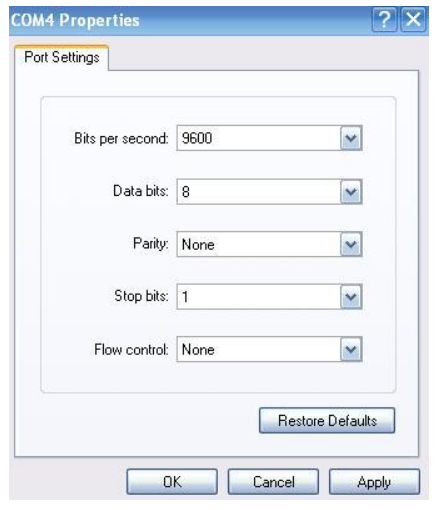 COM4 Properties
Port Settings
Bits per second: 9600
Data bits: 8
Parity: None
Stop bits: 1
Flow control: None
Restore Defaults
OK Cancel Apply